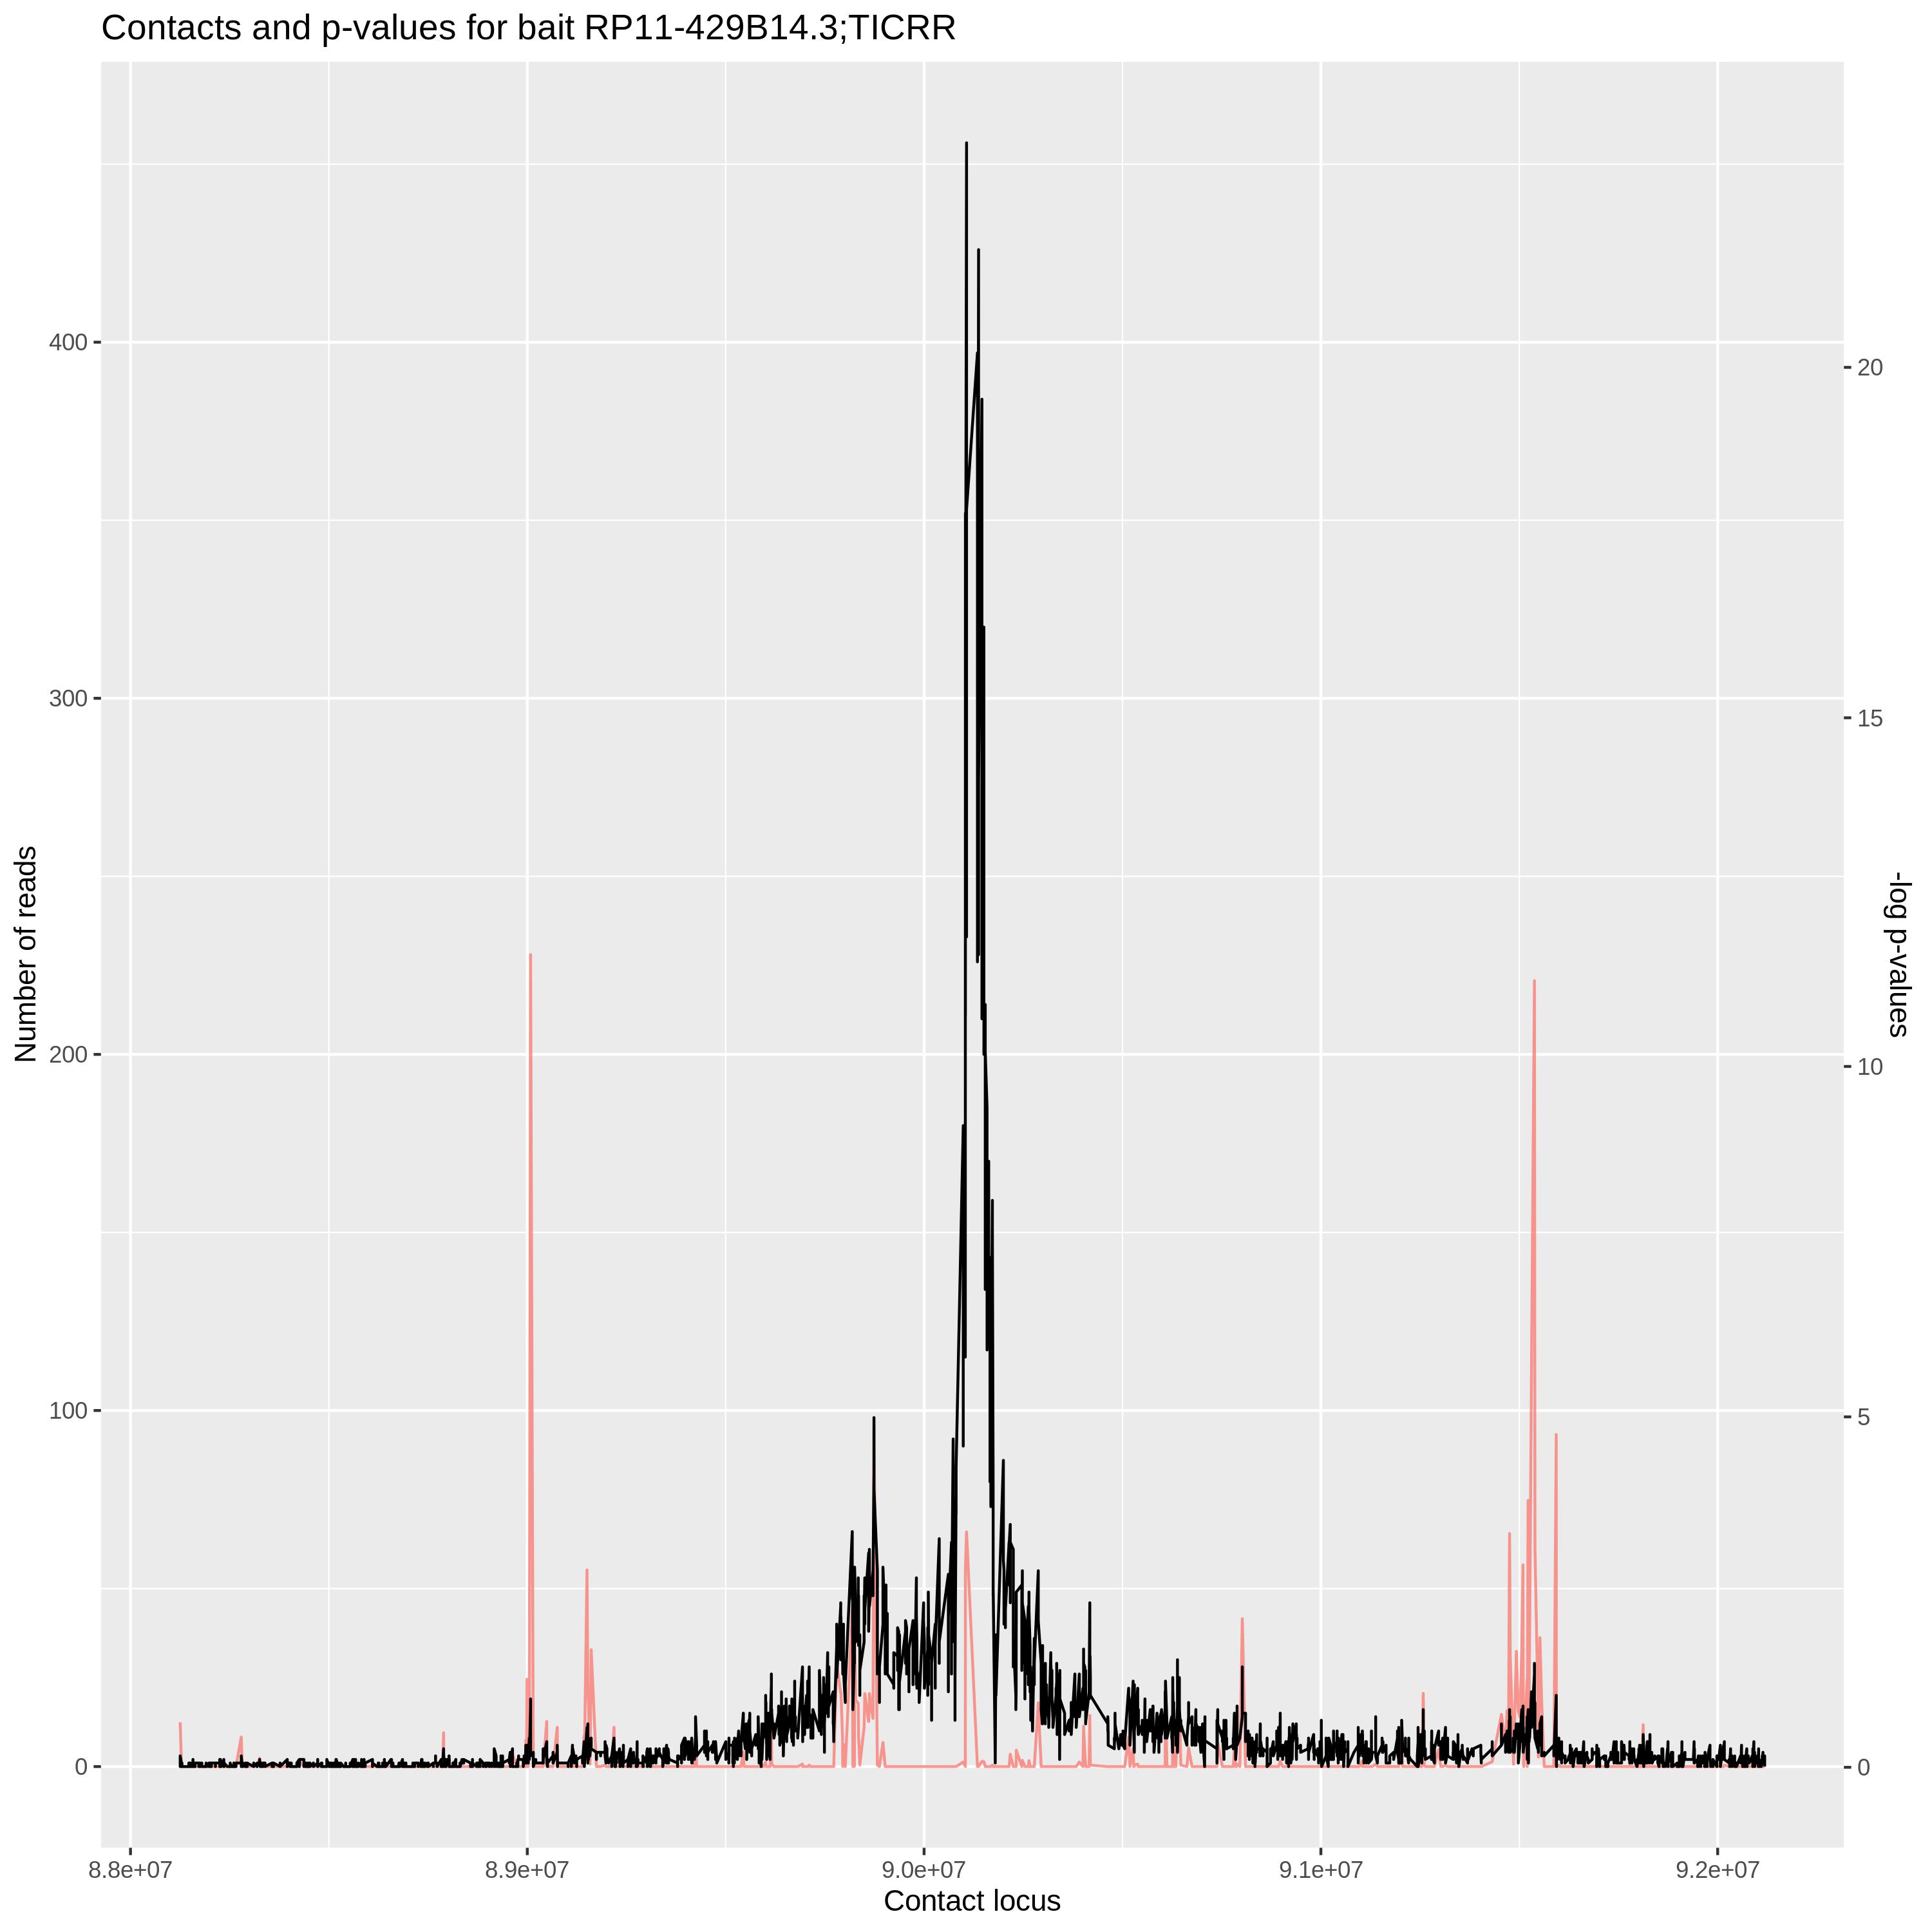 Contacts and p-values for bait RP11-429B14.3;TICRR
Number of reads
400
300
200
100
0
20
15
10
5
0
-log p-values
8.8e+07
8.9e+07
9.0e+07
9.1e+07
9.2e+07
Contact locus